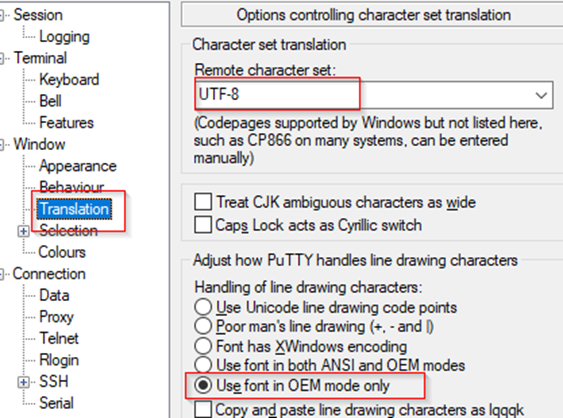 Session
Logging
Terminal
Keyboard
Bell
Features
Window
Appearance
Behaviour
Translation
Selection
Colours
Connection
Data
Proxy
Telnet
Rlogin
SSH
Serial
Options controlling character set translation
Character set translation
Remote character set:
UTF-8
(Codepages supported by Windows but not listed here,
such as CP866 on many systems, can be entered
manually)
Treat CJK ambiguous characters as wide
Caps Lock acts as Cyrillic switch
Adjust how PuTTY handles line drawing characters
Handling of line drawing characters:
Use Unicode line drawing code points
Poor man's line drawing (+, - and |)
Font has XWindows encoding
Use font in both ANSI and OEM modes
Use font in OEM mode only
Copy and paste line drawing characters as lqqqk